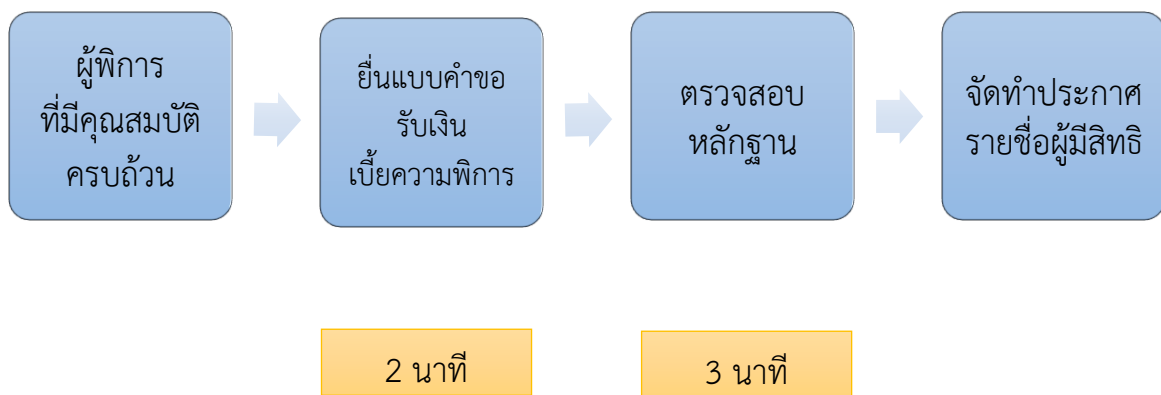 ผู้พิการ
ที่มีคุณสมบัติ
ครบถ้วน
ยื่นแบบคำขอ
รับเงิน
เบี้ยความพิการ
ตรวจสอบ
หลักฐาน
จัดทำประกาศ
รายชื่อผู้มีสิทธิ
2 นาที
3 นาที